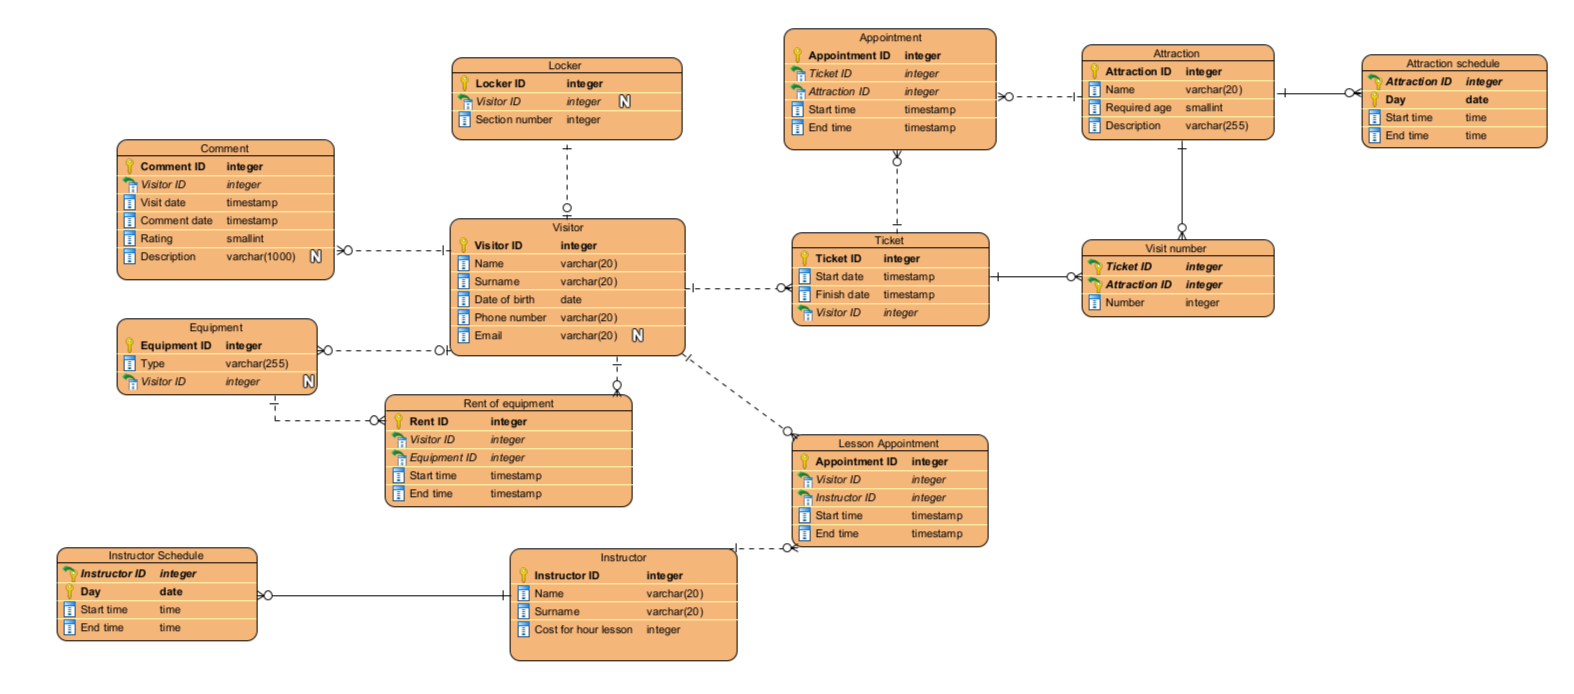 Locker
Locker ID integer
Visitor ID integer N
Section number integer
Appointment
Appointment ID integer
Ticket ID integer
Attraction ID integer
Start time timestamp
End time timestamp
Attraction
Attraction ID integer
Name varchar(20)
Required age smallint
Description varchar(255)
Attraction schedule
Attraction ID integer
Day date
Start time time
End time time
Comment
Comment ID integer
Visitor ID integer
Visit date timestamp
Comment date timestamp
Rating smallint
Description varchar(1000) N
Visitor
Visitor ID integer
Name varchar(20)
Surname varchar(20)
Date of birth date
Phone number varchar(20)
Email varchar(20) N
Ticket
Ticket ID integer
Start date timestamp
Finish date timestamp
Visitor ID integer
Visit number
Ticket ID integer
Attraction ID integer
Number integer
Equipment
Equipment ID integer
Type varchar(255)
Visitor ID integer N
Rent of equipment
Rent ID integer
Visitor ID integer
Equipment ID integer
Start time timestamp
End time timestamp
Lesson Appointment
Appointment ID integer
Visitor ID integer
Instructor ID integer
Start time timestamp
End time timestamp
Instructor Schedule
Instructor ID integer
Day date
Start time time
End time time
Instructor
Instructor ID integer
Name varchar(20)
Surname varchar(20)
Cost for hour lesson integer